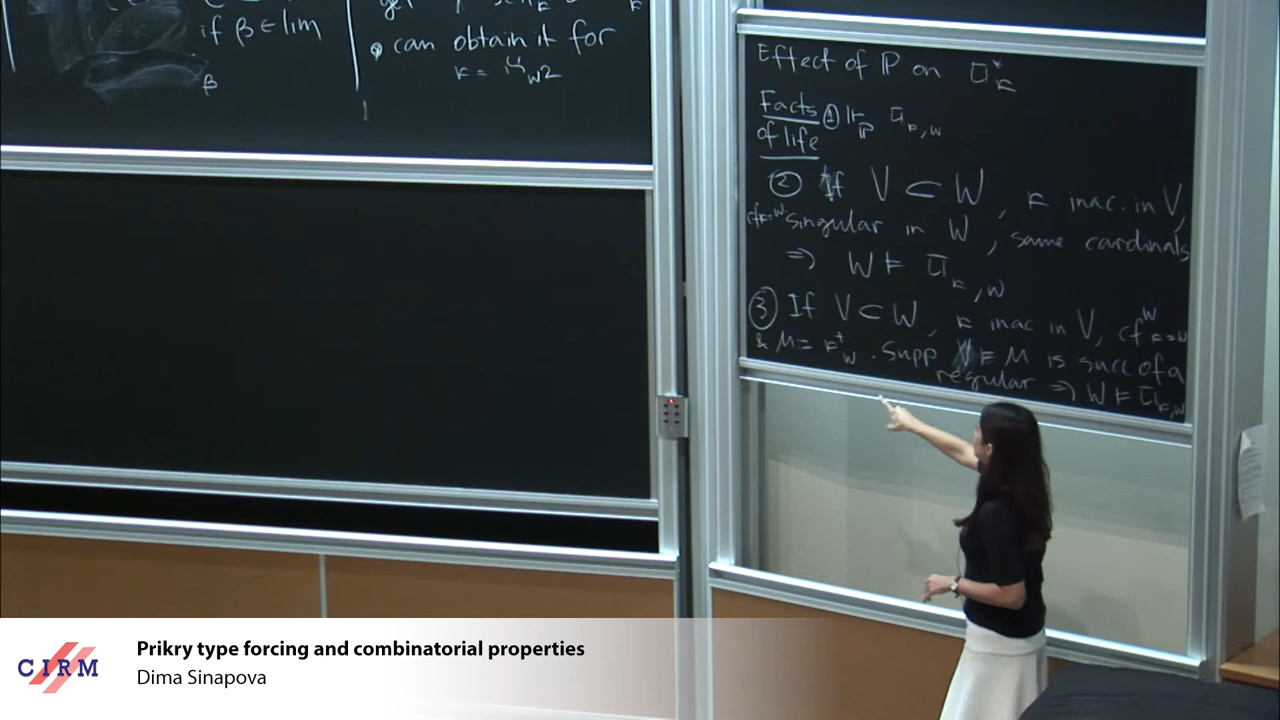 if β ∈ lim
β
get
• can obtain it for
κ = ℵ_ω2
Effect of ℙ on □*_κ
Facts of life
① ⊩_ℙ □_κ,ω
② If V ⊂ W, κ inac. in V,
cf κ=ω singular in W, same cardinals
⇒ W ⊨ □_κ,ω
③ If V ⊂ W, κ inac in V, cf^W κ=ω
& μ = κ⁺_W. Supp V ⊨ μ is succ of a
regular ⇒ W ⊨ □_κ,ω
CIRM
Prikry type forcing and combinatorial properties
Dima Sinapova